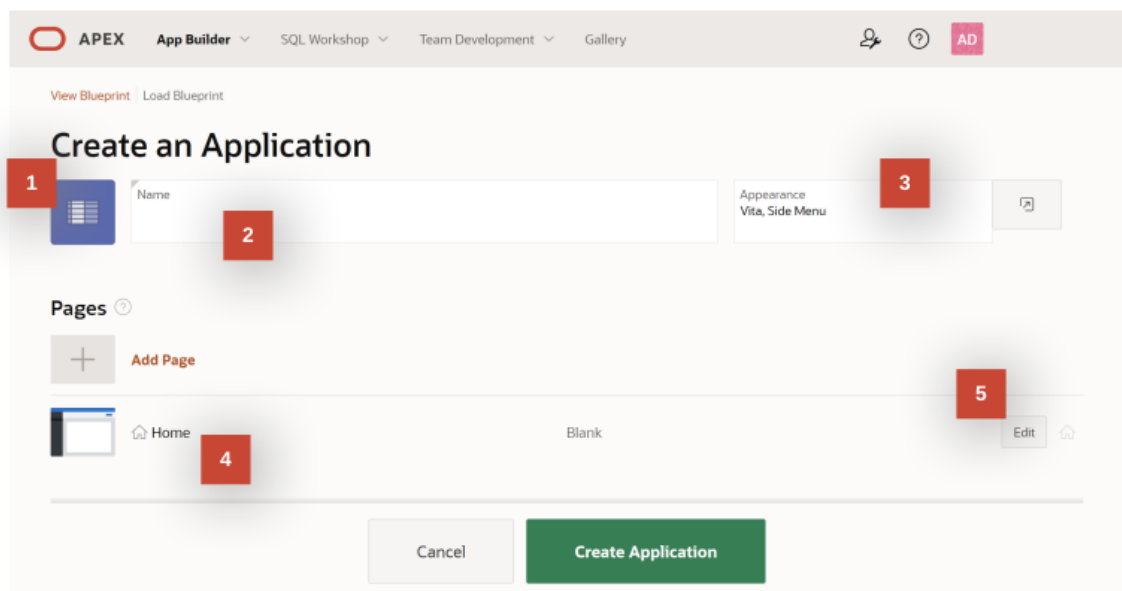 APEX App Builder SQL Workshop Team Development Gallery AD
View Blueprint Load Blueprint
Create an Application
1
Name
2
Appearance
Vita, Side Menu
3
Pages
Add Page
5
Home Blank Edit
4
Cancel Create Application